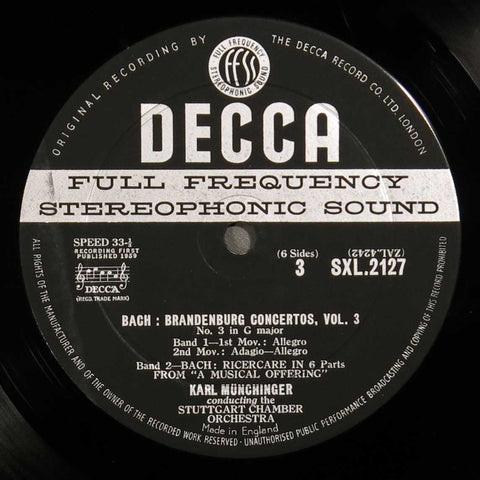 ORIGINAL RECORDING BY
THE DECCA RECORD CO. LTD. LONDON
FULL FREQUENCY
ffss
STEREOPHONIC SOUND
DECCA
FULL FREQUENCY
STEREOPHONIC SOUND
SPEED 33-⅓
RECORDING FIRST
PUBLISHED 1959
DECCA
(REGD. TRADE MARK)
(6 Sides)
3
(ZAL.4242)
SXL.2127
BACH : BRANDENBURG CONCERTOS, VOL. 3
No. 3 in G major
Band 1—1st Mov. : Allegro
2nd Mov. : Adagio—Allegro
Band 2—BACH: RICERCARE IN 6 Parts
FROM "A MUSICAL OFFERING"
KARL MÜNCHINGER
conducting the
STUTTGART CHAMBER
ORCHESTRA
Made in England
ALL RIGHTS OF THE MANUFACTURER AND OF THE OWNER OF THE RECORDED WORK RESERVED · UNAUTHORISED PUBLIC PERFORMANCE BROADCASTING AND COPYING OF THIS RECORD PROHIBITED